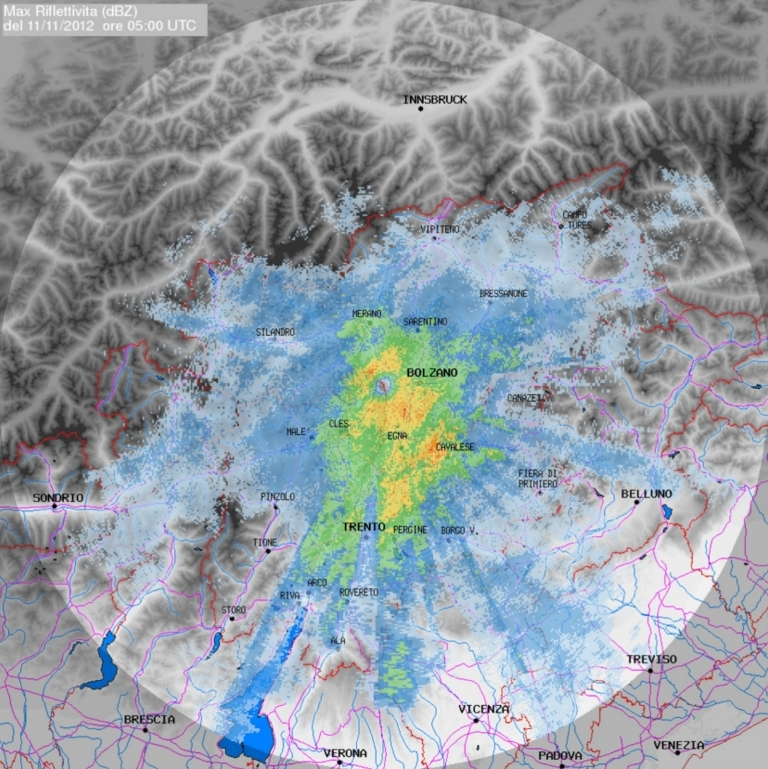 Max Riflettivita (dBZ)
del 11/11/2012 ore 05:00 UTC
INNSBRUCK
CAMPO
TURES
VIPITENO
BRESSANONE
MERANO
SARENTINO
SILANDRO
BOLZANO
CLES
MALE'
EGNA
CAVALESE
FIERA DI
PRIMIERO
SONDRIO
PINZOLO
BELLUNO
TRENTO
PERGINE
BORGO V.
TIONE
ARCO
RIVA
ROVERETO
STORO
ALA
TREVISO
BRESCIA
VICENZA
VERONA
PADOVA
VENEZIA